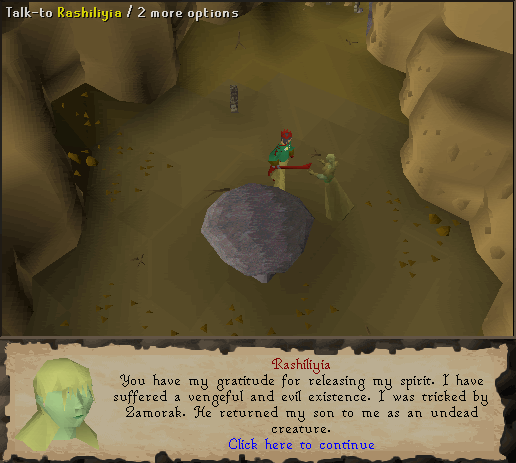 Talk-to Rashiliyia / 2 more options
Rashiliyia
You have my gratitude for releasing my spirit. I have
suffered a vengeful and evil existence. I was tricked by
Zamorak. He returned my son to me as an undead
creature.
Click here to continue